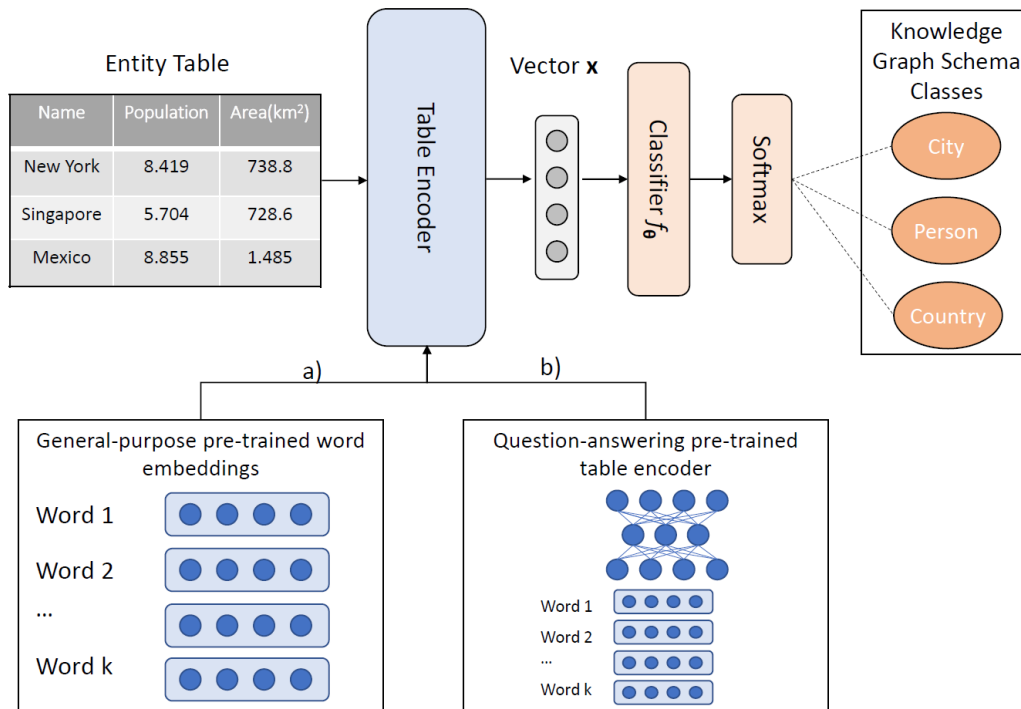 Entity Table
Name Population Area(km²)
New York 8.419 738.8
Singapore 5.704 728.6
Mexico 8.855 1.485
Table Encoder
Vector x
Classifier fθ
Softmax
Knowledge
Graph Schema
Classes
City
Person
Country
a)
b)
General-purpose pre-trained word
embeddings
Word 1
Word 2
...
Word k
Question-answering pre-trained
table encoder
Word 1
Word 2
...
Word k